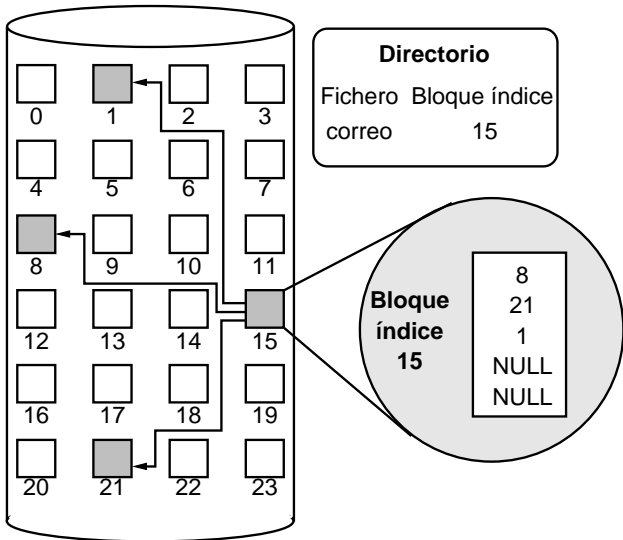 Directorio
Fichero Bloque índice
correo 15
0 1 2 3
4 5 6 7
8 9 10 11
12 13 14 15
16 17 18 19
20 21 22 23
Bloque
índice
15
8
21
1
NULL
NULL